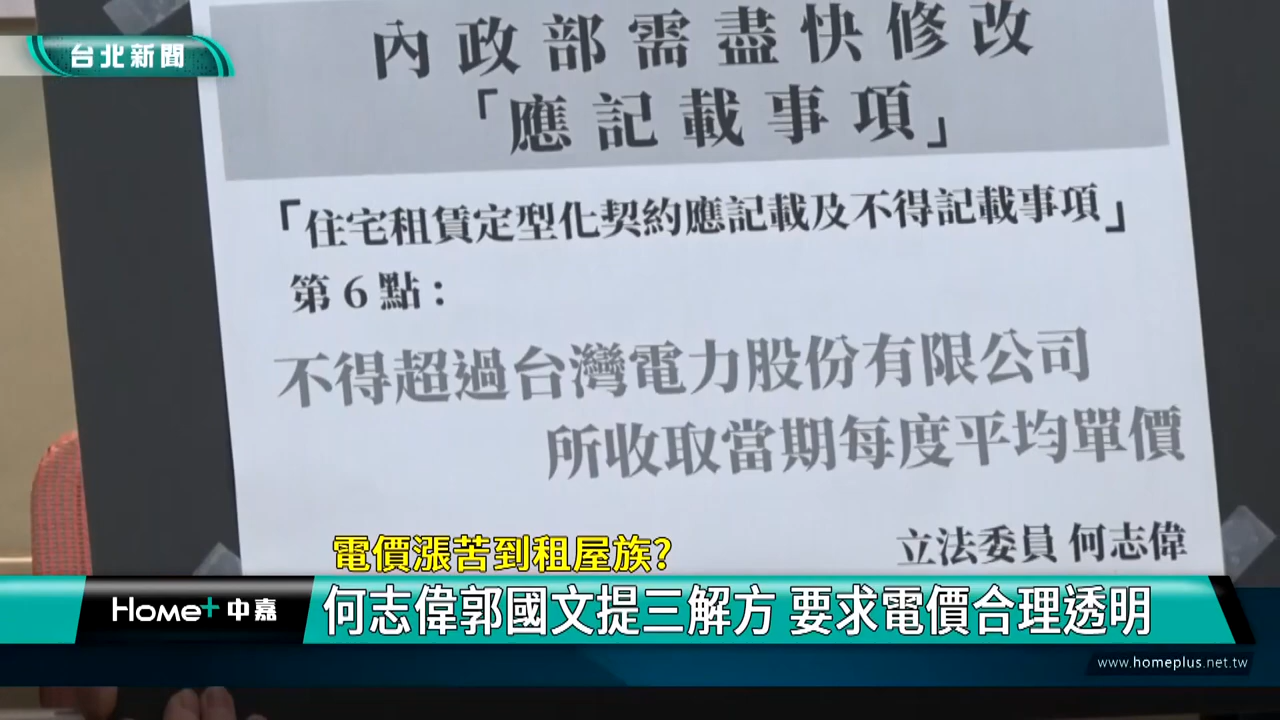 台北新聞
內政部需盡快修改
「應記載事項」
「住宅租賃定型化契約應記載及不得記載事項」
第6點：
不得超過台灣電力股份有限公司
所收取當期每度平均單價
立法委員 何志偉
電價漲苦到租屋族?
Home+中嘉
何志偉郭國文提三解方 要求電價合理透明
www.homeplus.net.tw